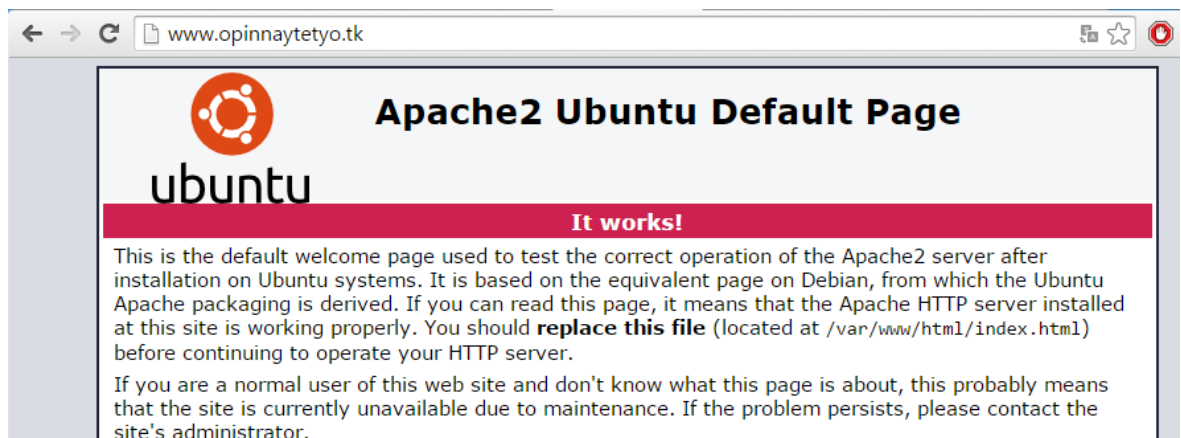 www.opinnaytetyo.tk
Apache2 Ubuntu Default Page
ubuntu
It works!
This is the default welcome page used to test the correct operation of the Apache2 server after
installation on Ubuntu systems. It is based on the equivalent page on Debian, from which the Ubuntu
Apache packaging is derived. If you can read this page, it means that the Apache HTTP server installed
at this site is working properly. You should replace this file (located at /var/www/html/index.html)
before continuing to operate your HTTP server.
If you are a normal user of this web site and don't know what this page is about, this probably means
that the site is currently unavailable due to maintenance. If the problem persists, please contact the
site's administrator.